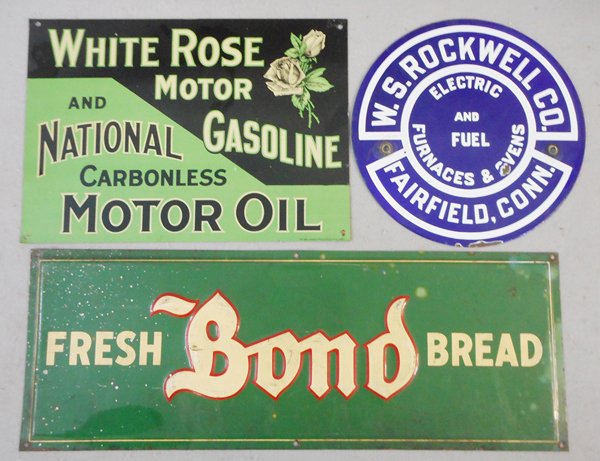 WHITE ROSE
MOTOR
GASOLINE
AND
NATIONAL
CARBONLESS
MOTOR OIL
W.S. ROCKWELL CO.
ELECTRIC
AND
FUEL
FURNACES & OVENS
FAIRFIELD, CONN.
FRESH Bond BREAD